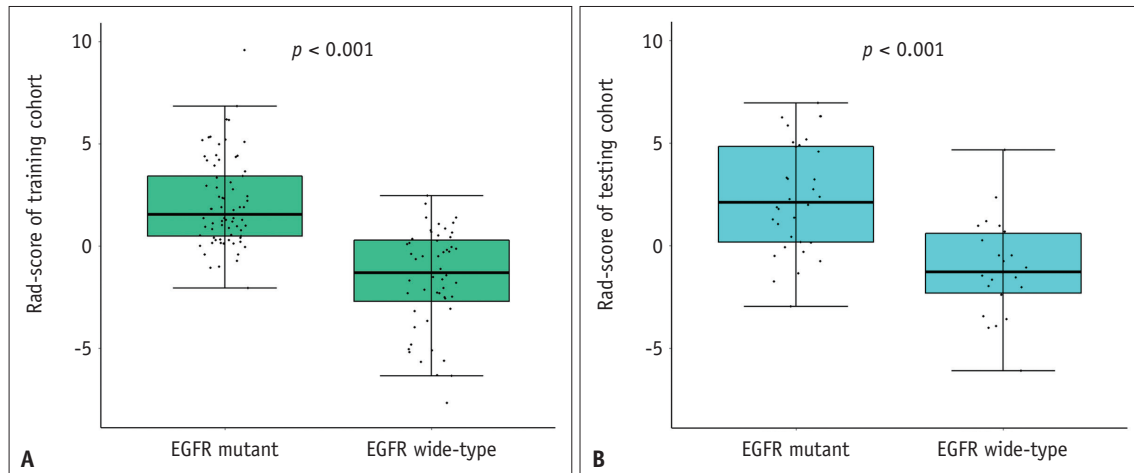 Rad-score of training cohort
10
5
0
-5
p < 0.001
EGFR mutant
EGFR wide-type
A
Rad-score of testing cohort
10
5
0
-5
p < 0.001
EGFR mutant
EGFR wide-type
B